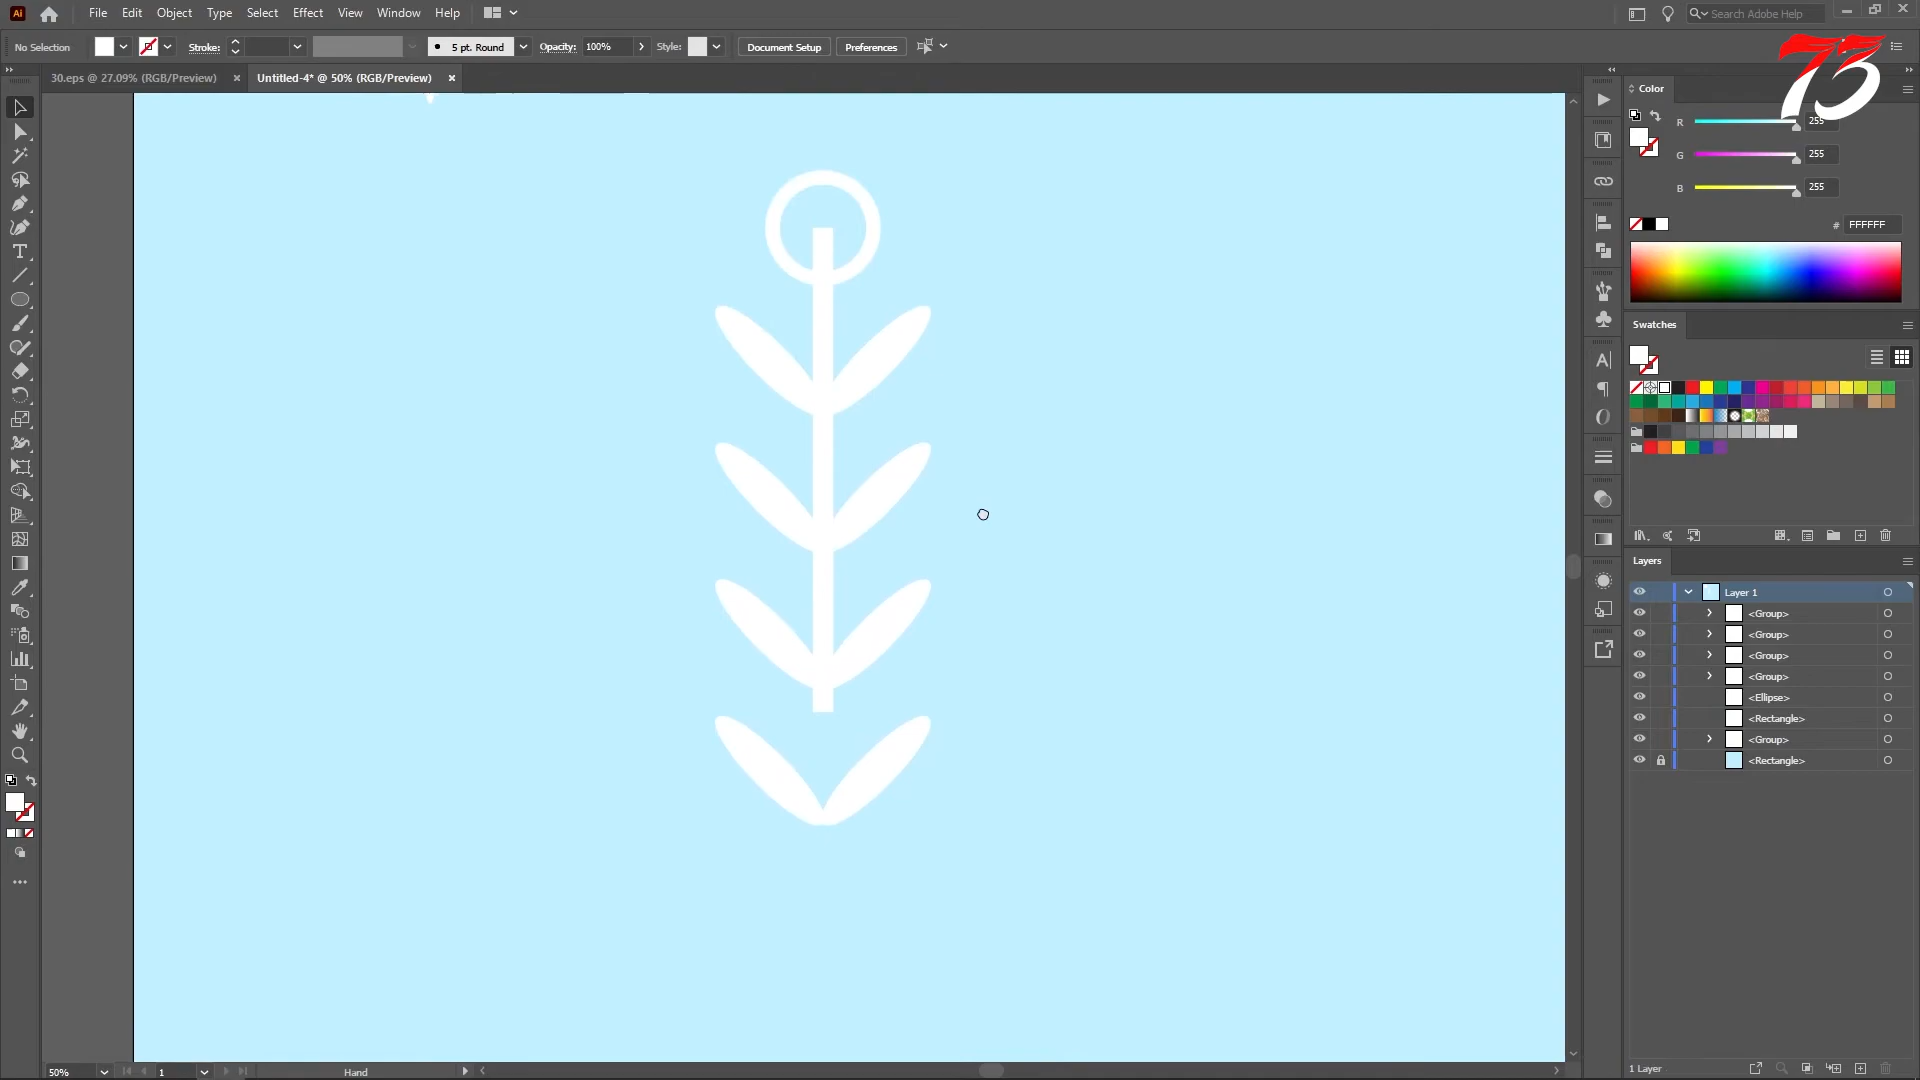 Ai File Edit Object Type Select Effect View Window Help Search Adobe Help
No Selection Stroke: 5 pt. Round Opacity: 100% Style: Document Setup Preferences
30.eps @ 27.09% (RGB/Preview) × Untitled-4* @ 50% (RGB/Preview) ×
73
Color
R 255
G 255
B 255
# FFFFFF
Swatches
Layers
Layer 1
<Group>
<Group>
<Group>
<Group>
<Ellipse>
<Rectangle>
<Group>
<Rectangle>
1 Layer
50% 1 Hand